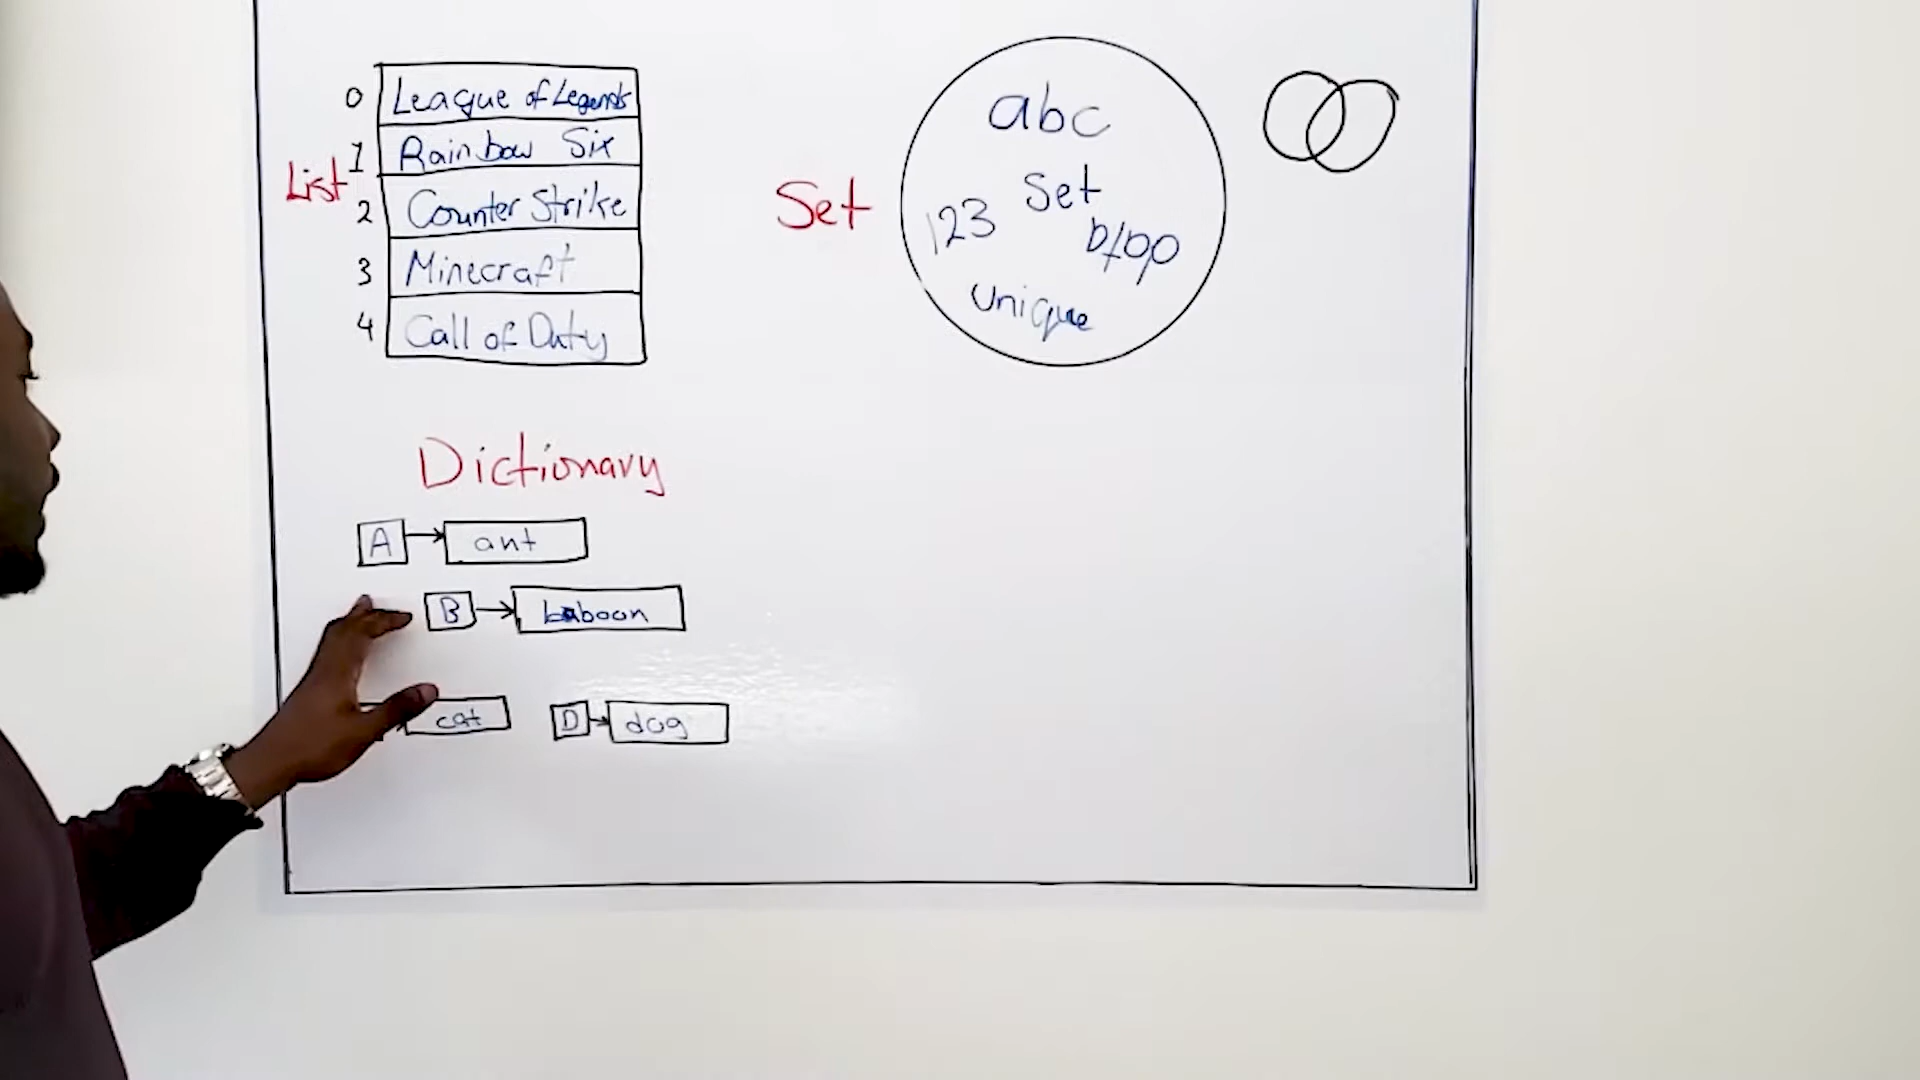 0 League of Legends
1 Rainbow Six
List
2 Counter Strike
3 Minecraft
4 Call of Duty
Set
abc
Set
123
unique
Dictionary
A ant
B baboon
cat
D dog